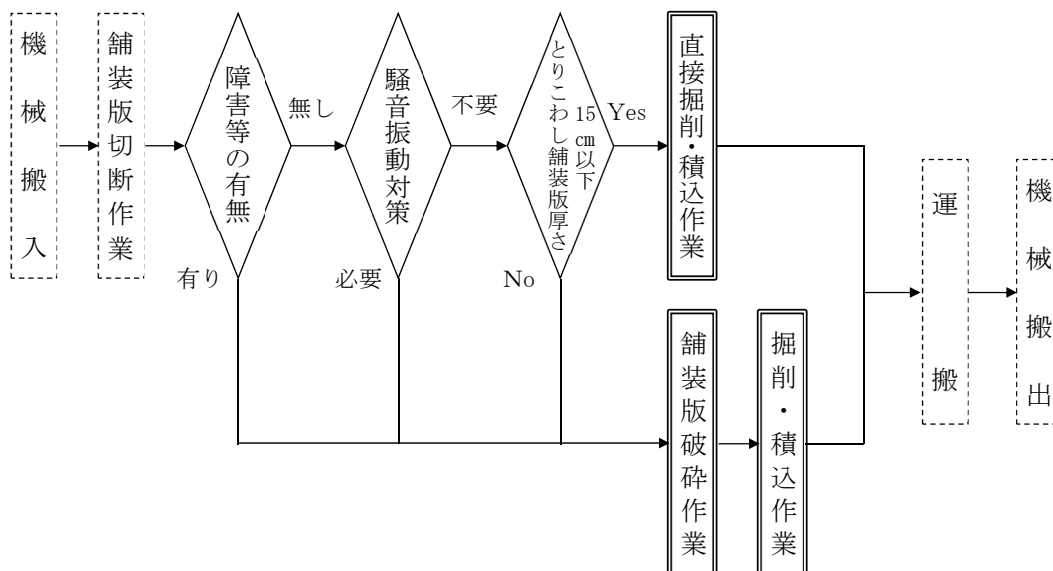 機械搬入
舗装版切断作業
障害等の有無
無し
有り
騒音振動対策
不要
必要
とりこわし舗装版厚さ
15cm以下
Yes
No
直接掘削・積込作業
舗装版破砕作業
掘削・積込作業
運搬
機械搬出